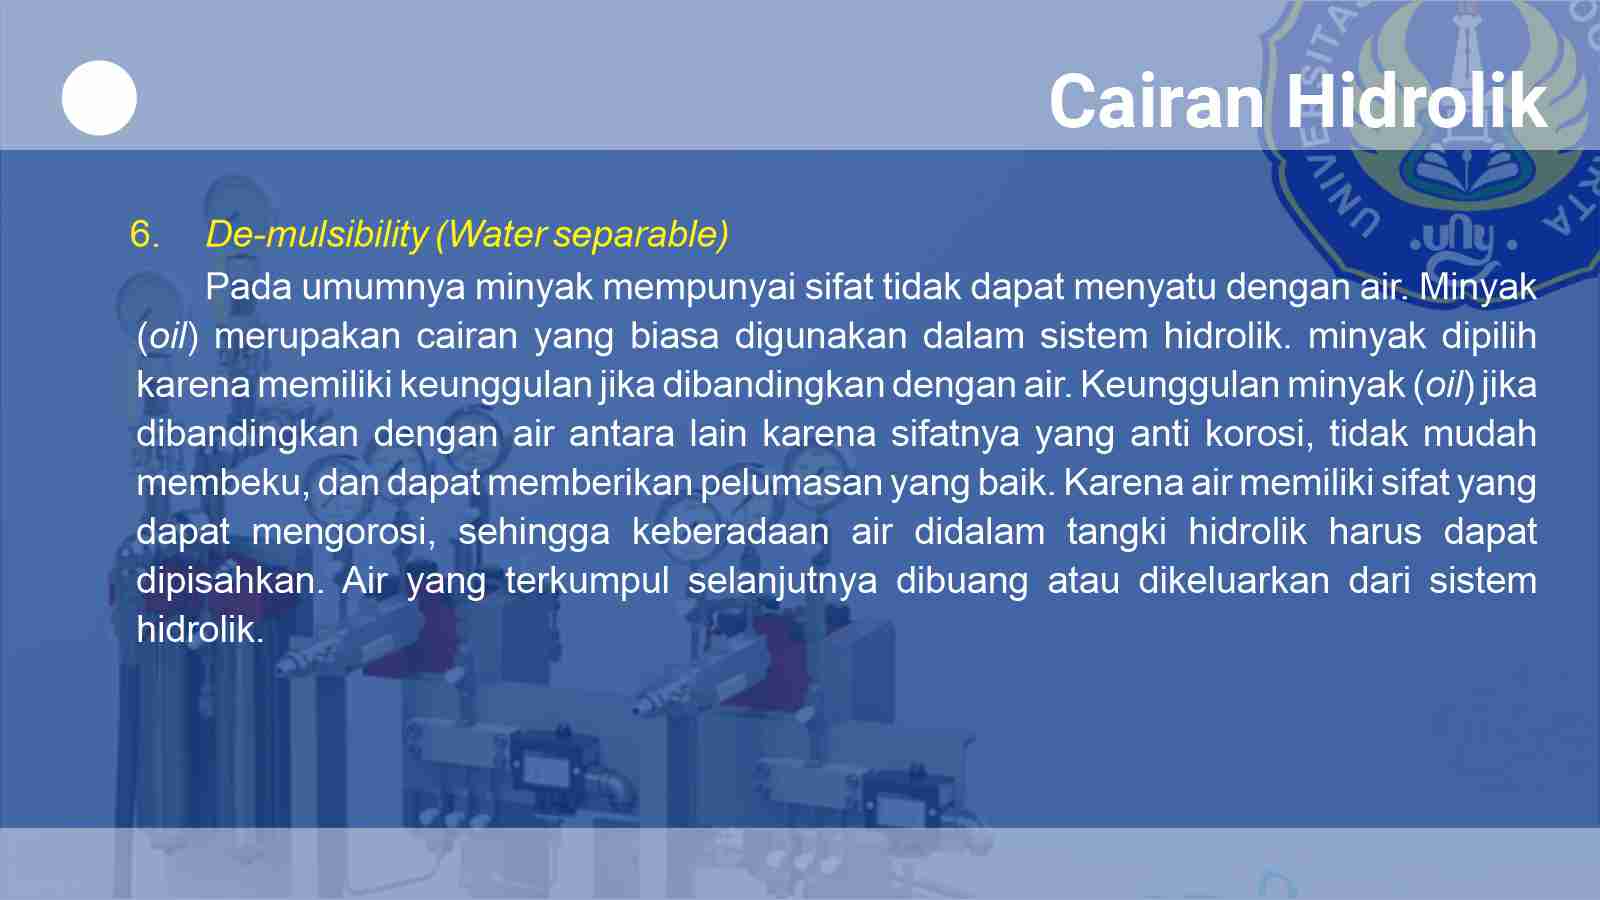 Cairan Hidrolik
UNIVERSITAS
RTA
uny
6. De-mulsibility (Water separable)
Pada umumnya minyak mempunyai sifat tidak dapat menyatu dengan air. Minyak
(oil) merupakan cairan yang biasa digunakan dalam sistem hidrolik. minyak dipilih
karena memiliki keunggulan jika dibandingkan dengan air. Keunggulan minyak (oil) jika
dibandingkan dengan air antara lain karena sifatnya yang anti korosi, tidak mudah
membeku, dan dapat memberikan pelumasan yang baik. Karena air memiliki sifat yang
dapat mengorosi, sehingga keberadaan air didalam tangki hidrolik harus dapat
dipisahkan. Air yang terkumpul selanjutnya dibuang atau dikeluarkan dari sistem
hidrolik.